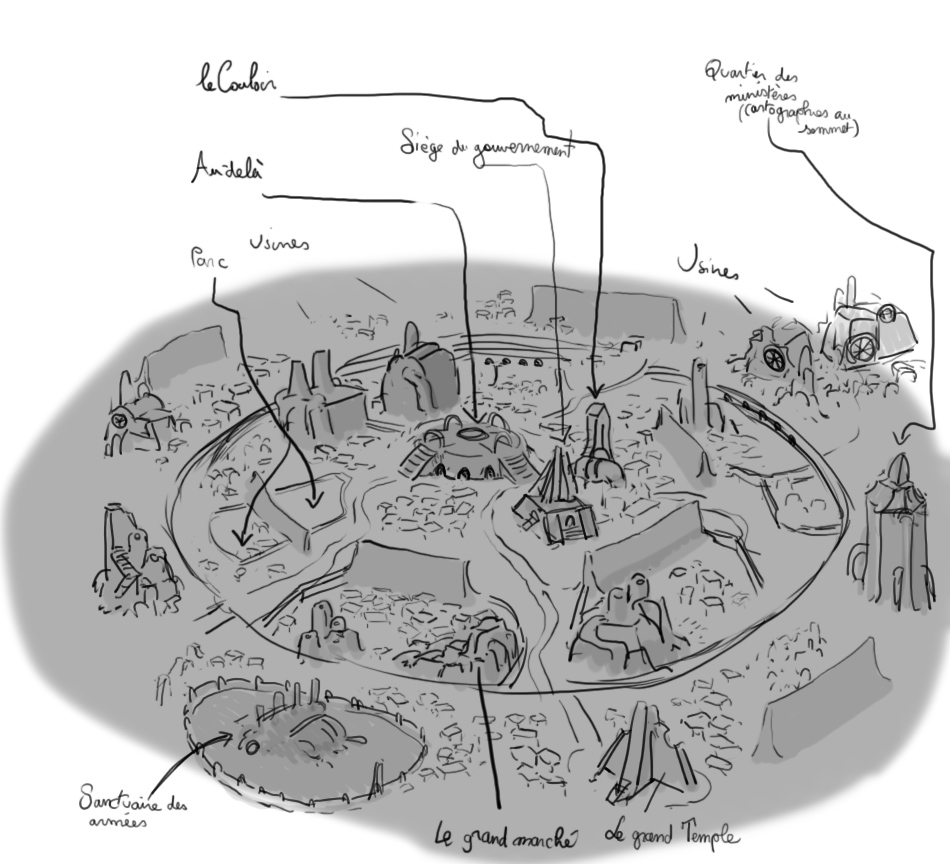 le Couloir
Quartier des
ministères
(cartographies au
sommet)
Siège du gouvernement
Au-delà
Usines
Parc
Usines
Sanctuaire des
armées
Le grand marché
Le grand Temple